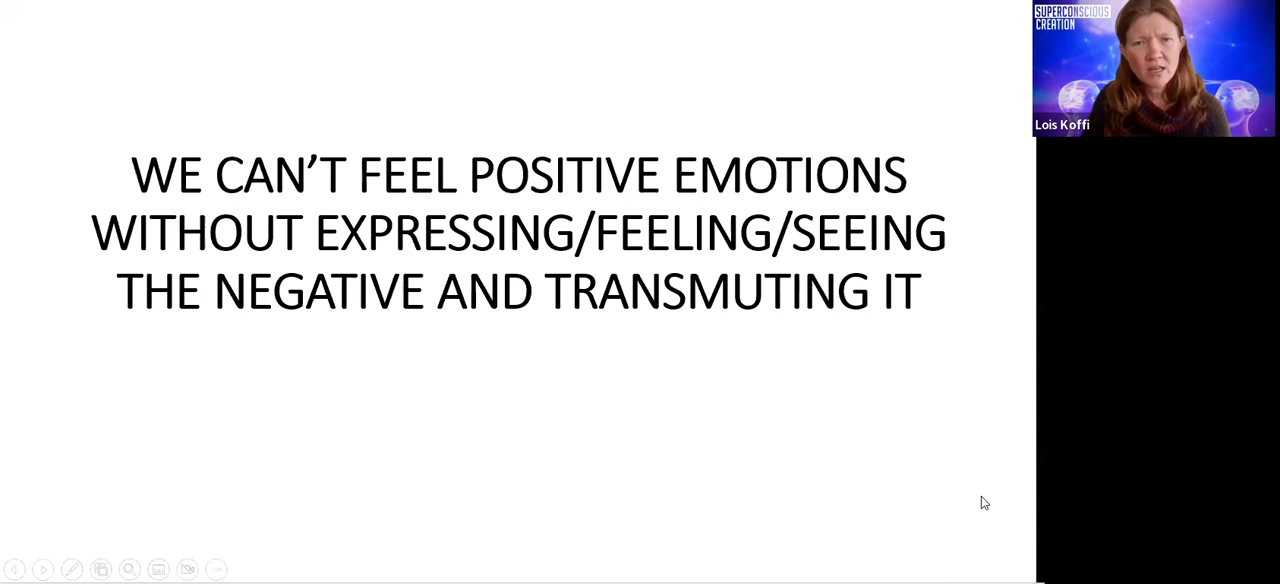 WE CAN'T FEEL POSITIVE EMOTIONS
WITHOUT EXPRESSING/FEELING/SEEING
THE NEGATIVE AND TRANSMUTING IT
SUPERCONSCIOUS
CREATION
Lois Koffi